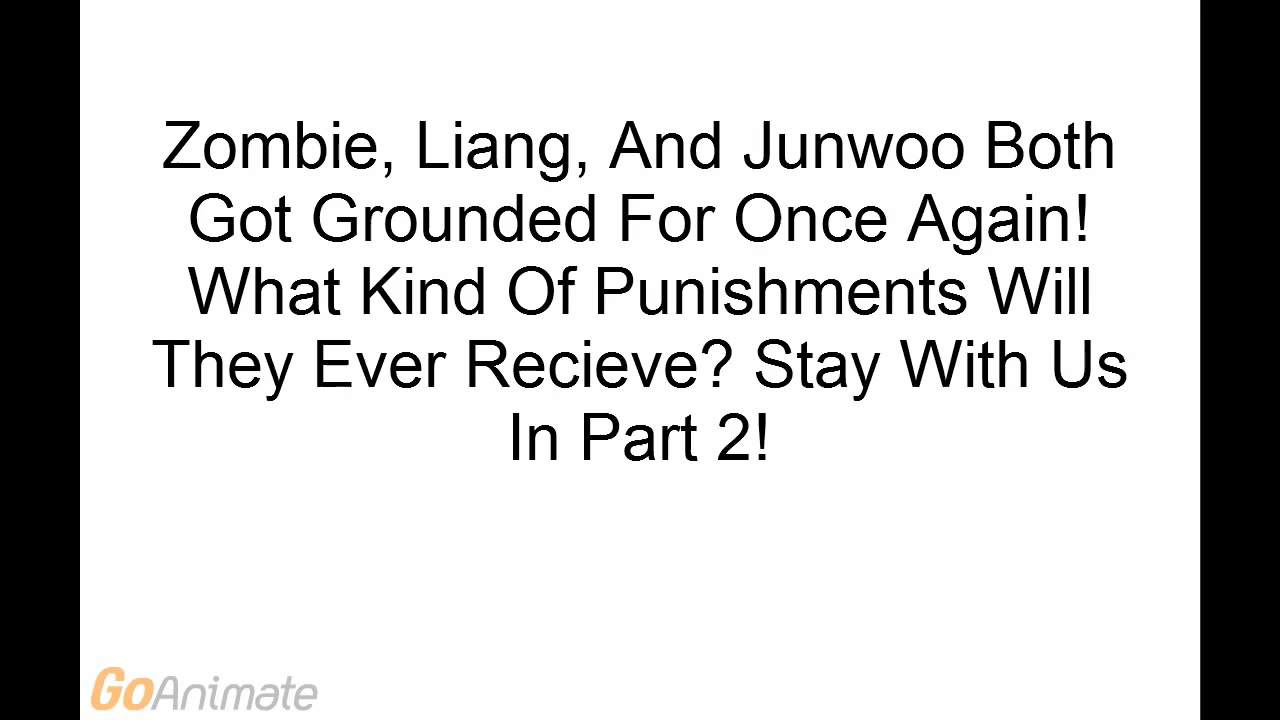 Zombie, Liang, And Junwoo Both
Got Grounded For Once Again!
What Kind Of Punishments Will
They Ever Recieve? Stay With Us
In Part 2!
GoAnimate